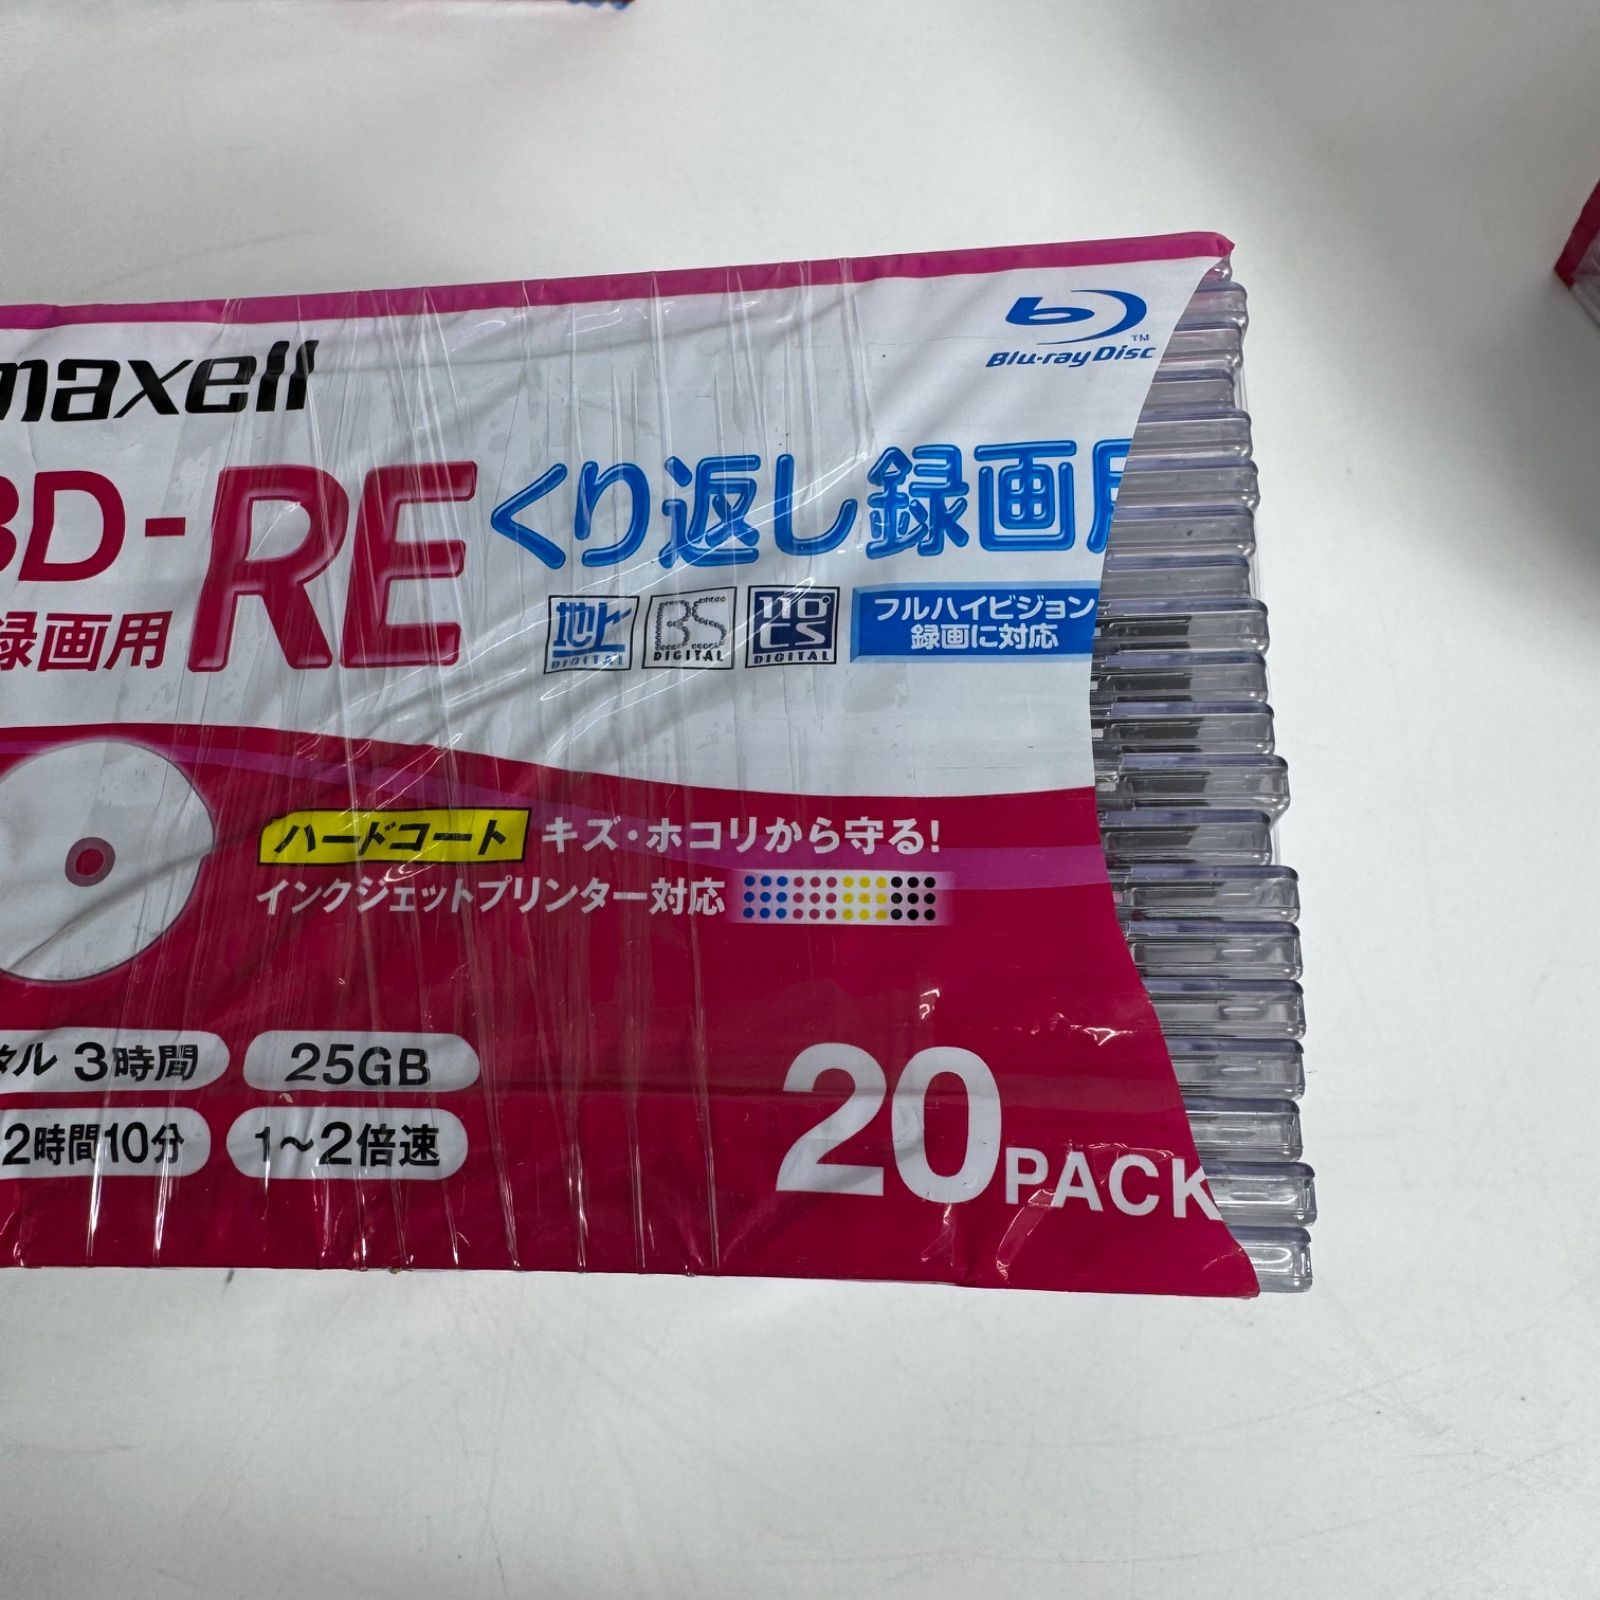 maxell
Blu-ray Disc™
BD-RE くり返し録画用
録画用
地上 DIGITAL BS DIGITAL 110°CS DIGITAL フルハイビジョン
録画に対応
ハードコート キズ・ホコリから守る!
インクジェットプリンター対応
タル 3時間 25GB
2時間10分 1〜2倍速
20PACK